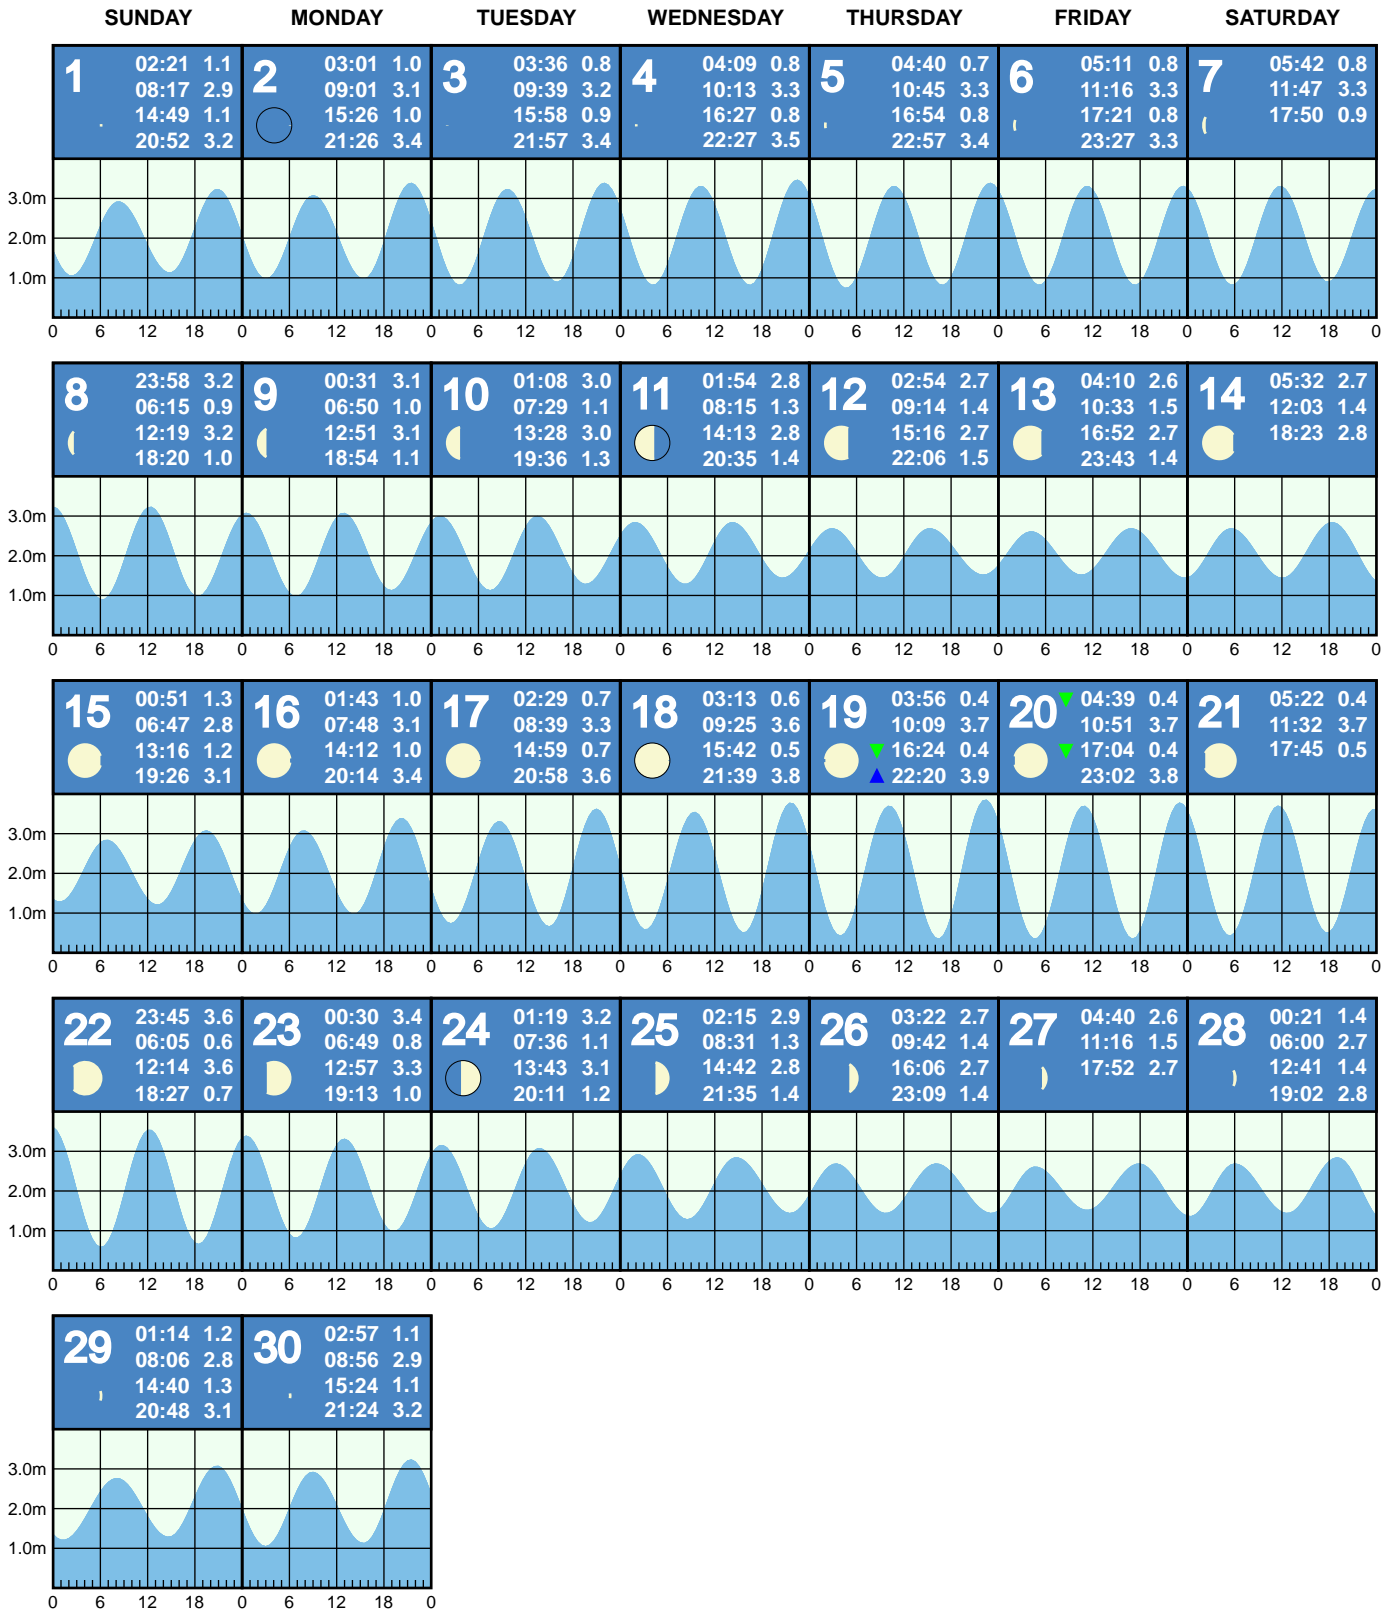 SUNDAY MONDAY TUESDAY WEDNESDAY THURSDAY FRIDAY SATURDAY
1 02:21 1.1
08:17 2.9
14:49 1.1
20:52 3.2
2 03:01 1.0
09:01 3.1
15:26 1.0
21:26 3.4
3 03:36 0.8
09:39 3.2
15:58 0.9
21:57 3.4
4 04:09 0.8
10:13 3.3
16:27 0.8
22:27 3.5
5 04:40 0.7
10:45 3.3
16:54 0.8
22:57 3.4
6 05:11 0.8
11:16 3.3
17:21 0.8
23:27 3.3
7 05:42 0.8
11:47 3.3
17:50 0.9
3.0m
2.0m
1.0m
0 6 12 18 0 6 12 18 0 6 12 18 0 6 12 18 0 6 12 18 0 6 12 18 0 6 12 18 0
8 23:58 3.2
06:15 0.9
12:19 3.2
18:20 1.0
9 00:31 3.1
06:50 1.0
12:51 3.1
18:54 1.1
10 01:08 3.0
07:29 1.1
13:28 3.0
19:36 1.3
11 01:54 2.8
08:15 1.3
14:13 2.8
20:35 1.4
12 02:54 2.7
09:14 1.4
15:16 2.7
22:06 1.5
13 04:10 2.6
10:33 1.5
16:52 2.7
23:43 1.4
14 05:32 2.7
12:03 1.4
18:23 2.8
3.0m
2.0m
1.0m
0 6 12 18 0 6 12 18 0 6 12 18 0 6 12 18 0 6 12 18 0 6 12 18 0 6 12 18 0
15 00:51 1.3
06:47 2.8
13:16 1.2
19:26 3.1
16 01:43 1.0
07:48 3.1
14:12 1.0
20:14 3.4
17 02:29 0.7
08:39 3.3
14:59 0.7
20:58 3.6
18 03:13 0.6
09:25 3.6
15:42 0.5
21:39 3.8
19 03:56 0.4
10:09 3.7
16:24 0.4
22:20 3.9
20 04:39 0.4
10:51 3.7
17:04 0.4
23:02 3.8
21 05:22 0.4
11:32 3.7
17:45 0.5
3.0m
2.0m
1.0m
0 6 12 18 0 6 12 18 0 6 12 18 0 6 12 18 0 6 12 18 0 6 12 18 0 6 12 18 0
22 23:45 3.6
06:05 0.6
12:14 3.6
18:27 0.7
23 00:30 3.4
06:49 0.8
12:57 3.3
19:13 1.0
24 01:19 3.2
07:36 1.1
13:43 3.1
20:11 1.2
25 02:15 2.9
08:31 1.3
14:42 2.8
21:35 1.4
26 03:22 2.7
09:42 1.4
16:06 2.7
23:09 1.4
27 04:40 2.6
11:16 1.5
17:52 2.7
28 00:21 1.4
06:00 2.7
12:41 1.4
19:02 2.8
3.0m
2.0m
1.0m
0 6 12 18 0 6 12 18 0 6 12 18 0 6 12 18 0 6 12 18 0 6 12 18 0 6 12 18 0
29 01:14 1.2
08:06 2.8
14:40 1.3
20:48 3.1
30 02:57 1.1
08:56 2.9
15:24 1.1
21:24 3.2
3.0m
2.0m
1.0m
0 6 12 18 0 6 12 18 0